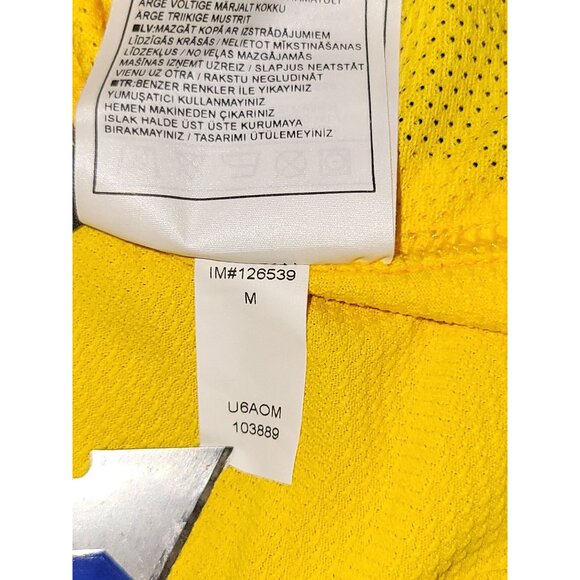 ARGE VÕLTIGE MÄRJALT KOKKU
ÄRGE TRIIKIGE MUSTRIT
■LV:MAZGĀT KOPĀ AR IZSTRĀDĀJUMIEM
LĪDZĪGĀS KRĀSĀS / NELIETOT MĪKSTINĀŠANAS
LĪDZEKĻUS / NO VEĻAS MAZGĀJAMĀS
MAŠĪNAS IZŅEMT UZREIZ / SLAPJUS NEATSTĀT
VIENU UZ OTRA / RAKSTU NEGLUDINĀT
■TR:BENZER RENKLER İLE YIKAYINIZ
YUMUŞATICI KULLANMAYINIZ
HEMEN MAKİNEDEN ÇIKARINIZ
ISLAK HALDE ÜST ÜSTE KURUMAYA
BIRAKMAYINIZ / TASARIMI ÜTÜLEMEYİNİZ
IM#126539
M
U6AOM
103889